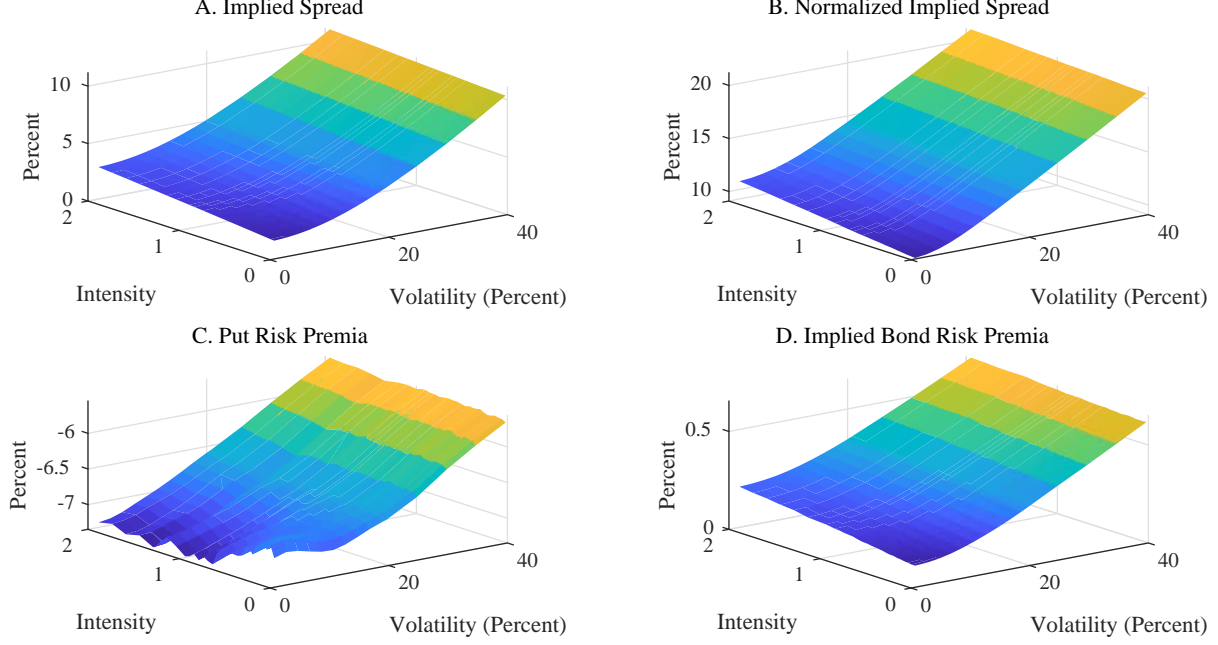 A. Implied Spread
10
5
0
Percent
2
1
0
Intensity
0
20
40
Volatility (Percent)
B. Normalized Implied Spread
20
15
10
Percent
2
1
0
Intensity
0
20
40
Volatility (Percent)
C. Put Risk Premia
-6
-6.5
-7
Percent
2
1
0
Intensity
0
20
40
Volatility (Percent)
D. Implied Bond Risk Premia
0.5
0
Percent
2
1
0
Intensity
0
20
40
Volatility (Percent)